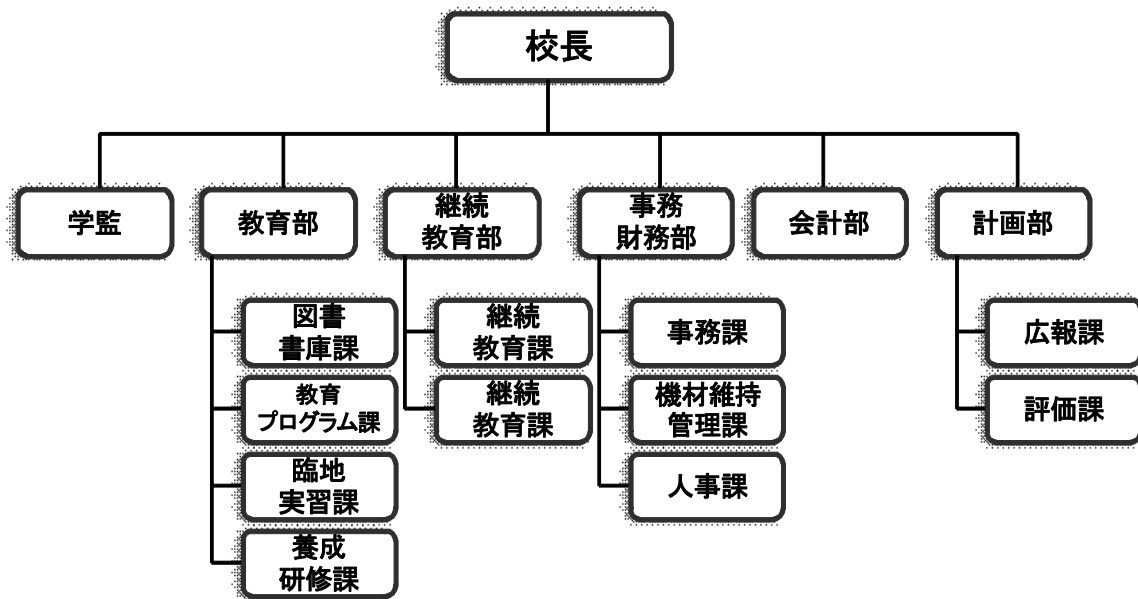 校長
学監
教育部
継続
教育部
事務
財務部
会計部
計画部
図書
書庫課
教育
プログラム課
臨地
実習課
養成
研修課
継続
教育課
継続
教育課
事務課
機材維持
管理課
人事課
広報課
評価課